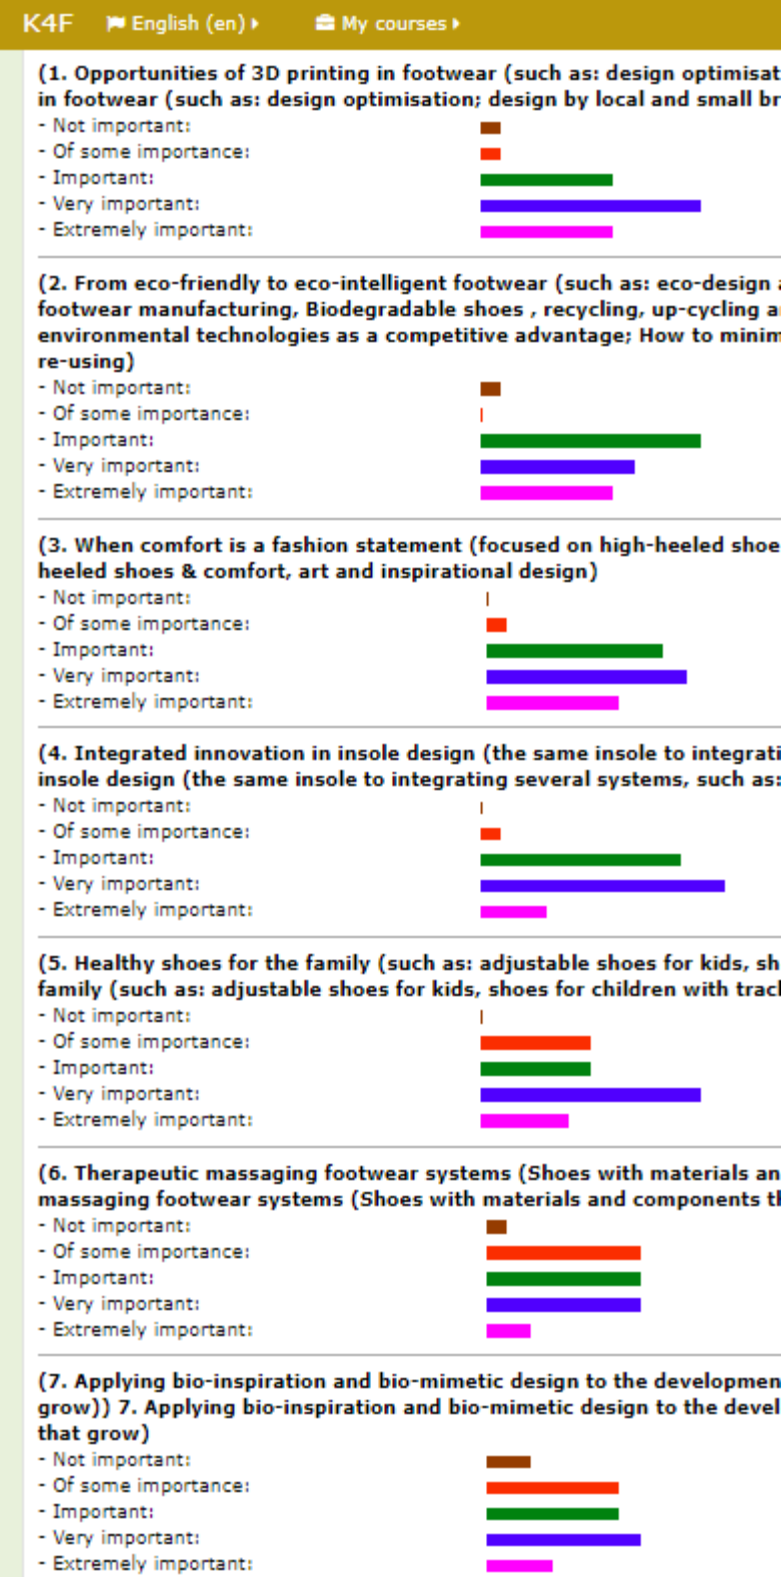 K4F English (en) My courses
(1. Opportunities of 3D printing in footwear (such as: design optimisat
in footwear (such as: design optimisation; design by local and small br
- Not important:
- Of some importance:
- Important:
- Very important:
- Extremely important:
(2. From eco-friendly to eco-intelligent footwear (such as: eco-design
footwear manufacturing, Biodegradable shoes , recycling, up-cycling a
environmental technologies as a competitive advantage; How to minim
re-using)
- Not important:
- Of some importance:
- Important:
- Very important:
- Extremely important:
(3. When comfort is a fashion statement (focused on high-heeled shoe
heeled shoes & comfort, art and inspirational design)
- Not important:
- Of some importance:
- Important:
- Very important:
- Extremely important:
(4. Integrated innovation in insole design (the same insole to integrati
insole design (the same insole to integrating several systems, such as:
- Not important:
- Of some importance:
- Important:
- Very important:
- Extremely important:
(5. Healthy shoes for the family (such as: adjustable shoes for kids, sh
family (such as: adjustable shoes for kids, shoes for children with track
- Not important:
- Of some importance:
- Important:
- Very important:
- Extremely important:
(6. Therapeutic massaging footwear systems (Shoes with materials an
massaging footwear systems (Shoes with materials and components th
- Not important:
- Of some importance:
- Important:
- Very important:
- Extremely important:
(7. Applying bio-inspiration and bio-mimetic design to the developmen
grow)) 7. Applying bio-inspiration and bio-mimetic design to the devel
that grow)
- Not important:
- Of some importance:
- Important:
- Very important:
- Extremely important: